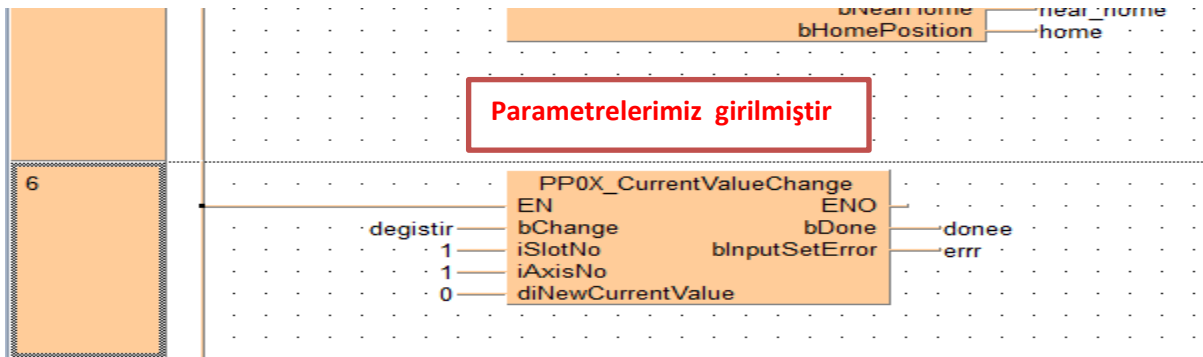 bNearHome near_home
bHomePosition home
Parametrelerimiz girilmiştir
6
PP0X_CurrentValueChange
EN ENO
degistir bChange bDone donee
1 iSlotNo bInputSetError errr
1 iAxisNo
0 diNewCurrentValue